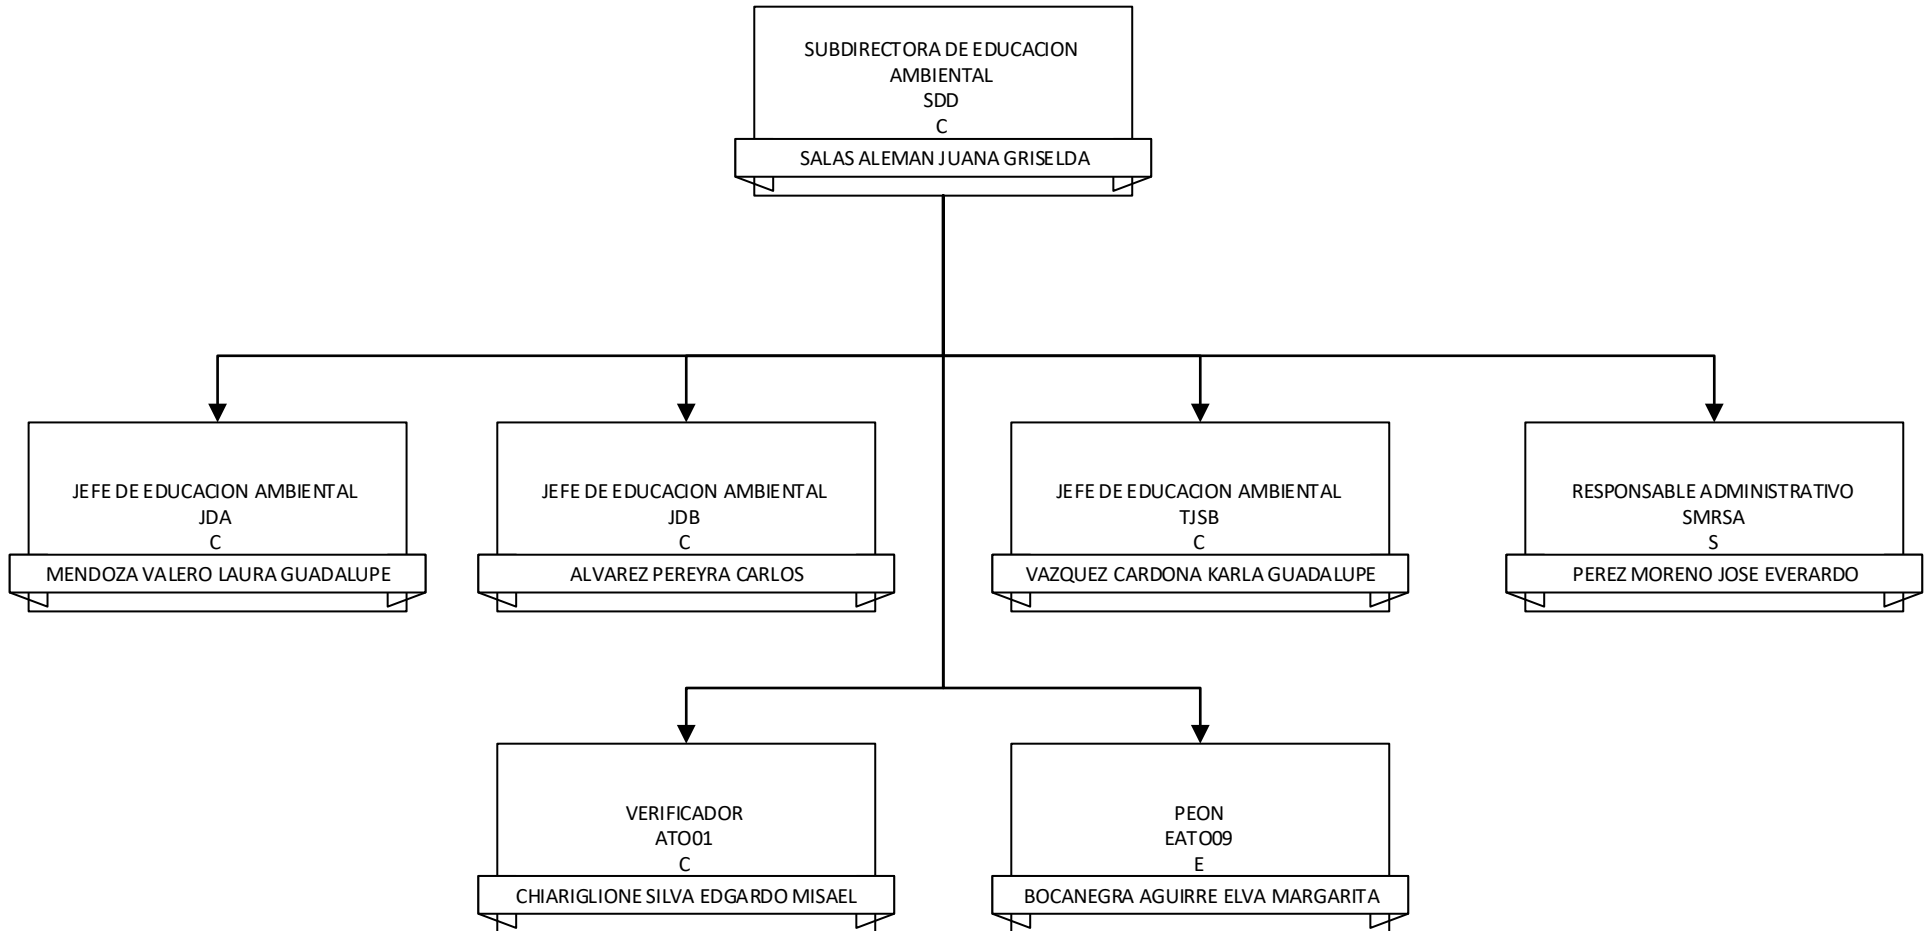 SUBDIRECTORA DE EDUCACION
AMBIENTAL
SDD
C
SALAS ALEMAN JUANA GRISELDA
JEFE DE EDUCACION AMBIENTAL
JDA
C
MENDOZA VALERO LAURA GUADALUPE
JEFE DE EDUCACION AMBIENTAL
JDB
C
ALVAREZ PEREYRA CARLOS
JEFE DE EDUCACION AMBIENTAL
TJSB
C
VAZQUEZ CARDONA KARLA GUADALUPE
RESPONSABLE ADMINISTRATIVO
SMRSA
S
PEREZ MORENO JOSE EVERARDO
VERIFICADOR
ATO01
C
CHIARIGLIONE SILVA EDGARDO MISAEL
PEON
EATO09
E
BOCANEGRA AGUIRRE ELVA MARGARITA